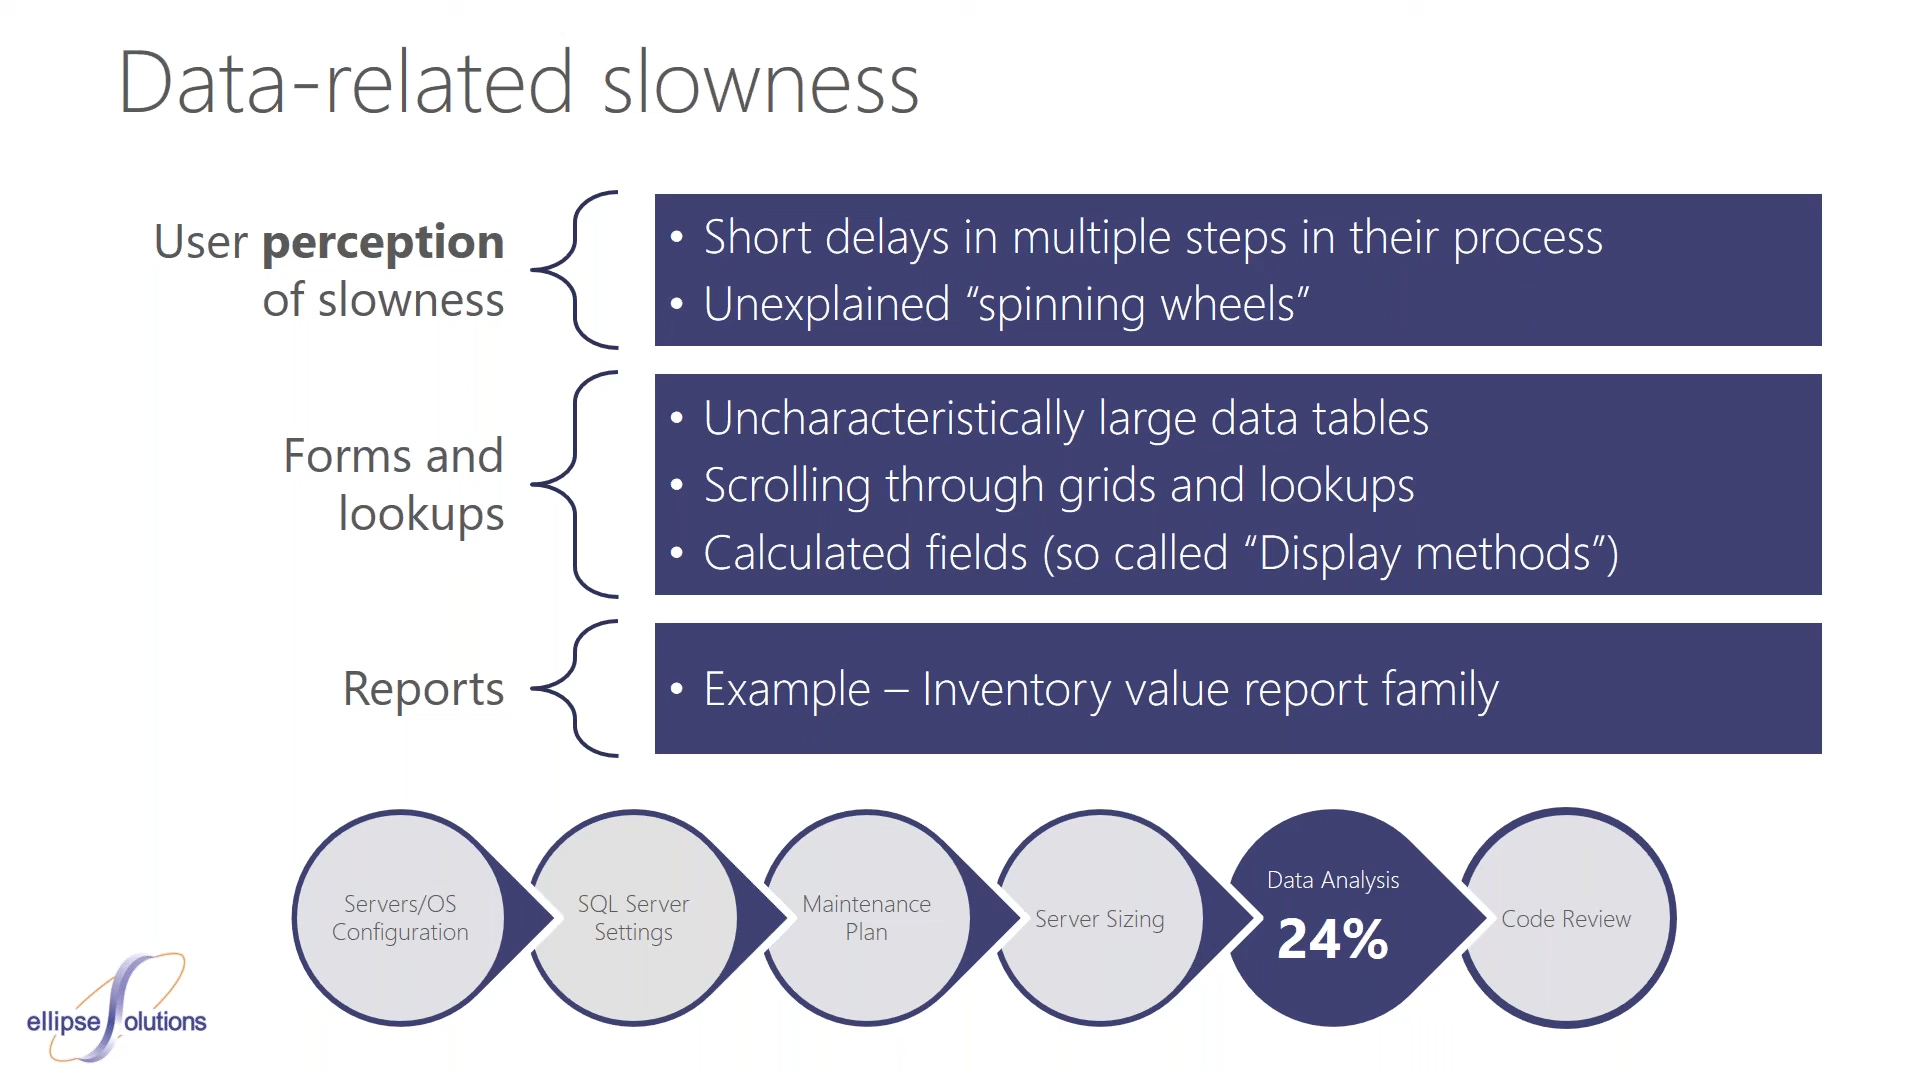 Data-related slowness
User perception
of slowness
• Short delays in multiple steps in their process
• Unexplained “spinning wheels”
Forms and
lookups
• Uncharacteristically large data tables
• Scrolling through grids and lookups
• Calculated fields (so called “Display methods”)
Reports
• Example – Inventory value report family
Servers/OS
Configuration
SQL Server
Settings
Maintenance
Plan
Server Sizing
Data Analysis
24%
Code Review
ellipse Solutions